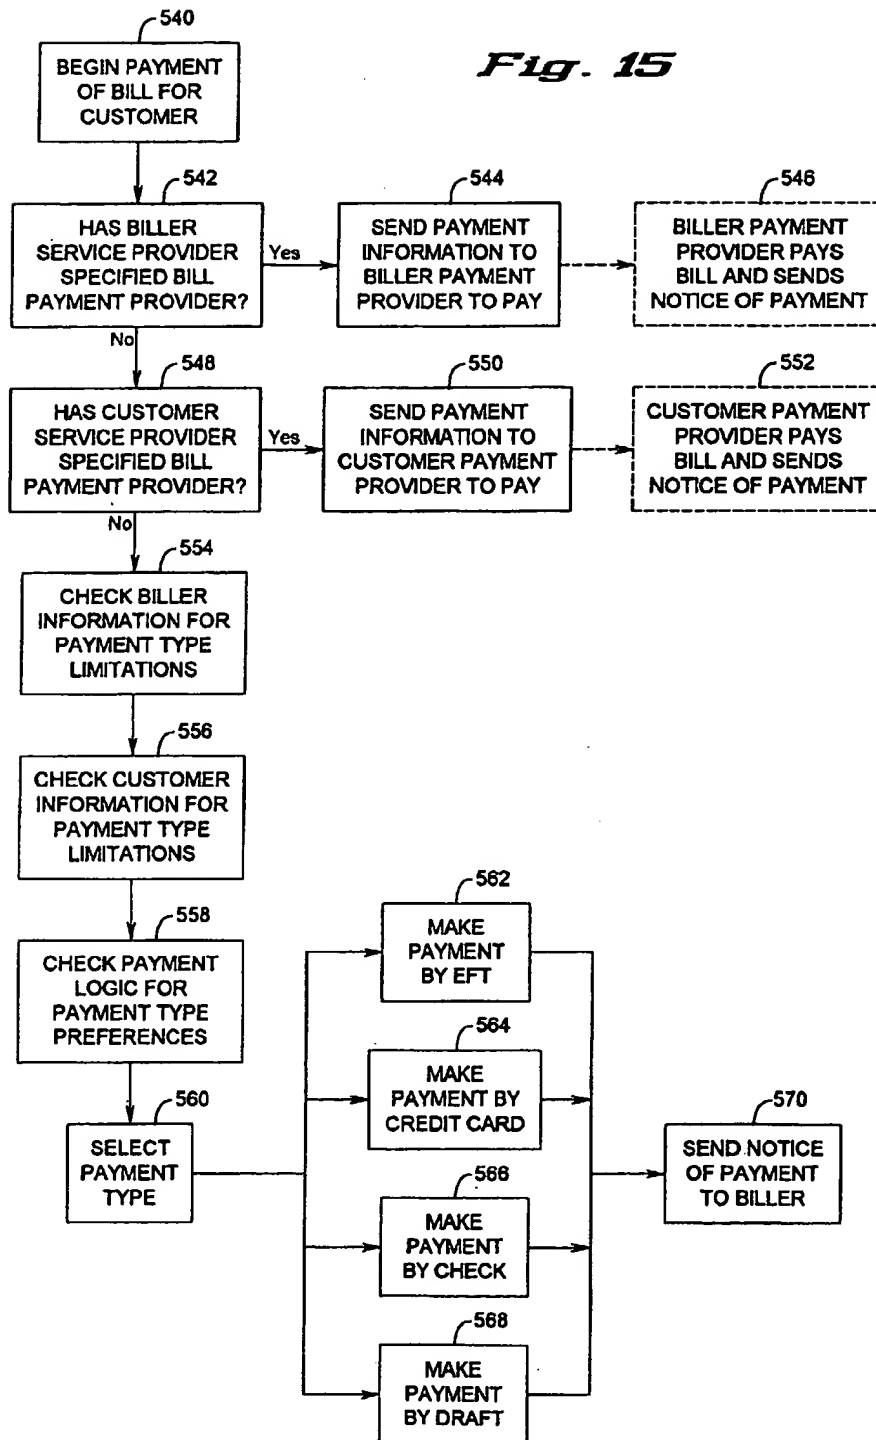 Fig. 15
540
BEGIN PAYMENT
OF BILL FOR
CUSTOMER
542
HAS BILLER
SERVICE PROVIDER
SPECIFIED BILL
PAYMENT PROVIDER?
Yes
544
SEND PAYMENT
INFORMATION TO
BILLER PAYMENT
PROVIDER TO PAY
546
BILLER PAYMENT
PROVIDER PAYS
BILL AND SENDS
NOTICE OF PAYMENT
No
548
HAS CUSTOMER
SERVICE PROVIDER
SPECIFIED BILL
PAYMENT PROVIDER?
Yes
550
SEND PAYMENT
INFORMATION TO
CUSTOMER PAYMENT
PROVIDER TO PAY
552
CUSTOMER PAYMENT
PROVIDER PAYS
BILL AND SENDS
NOTICE OF PAYMENT
No
554
CHECK BILLER
INFORMATION FOR
PAYMENT TYPE
LIMITATIONS
556
CHECK CUSTOMER
INFORMATION FOR
PAYMENT TYPE
LIMITATIONS
558
CHECK PAYMENT
LOGIC FOR
PAYMENT TYPE
PREFERENCES
560
SELECT
PAYMENT
TYPE
562
MAKE
PAYMENT
BY EFT
564
MAKE
PAYMENT BY
CREDIT CARD
566
MAKE
PAYMENT
BY CHECK
568
MAKE
PAYMENT
BY DRAFT
570
SEND NOTICE
OF PAYMENT
TO BILLER